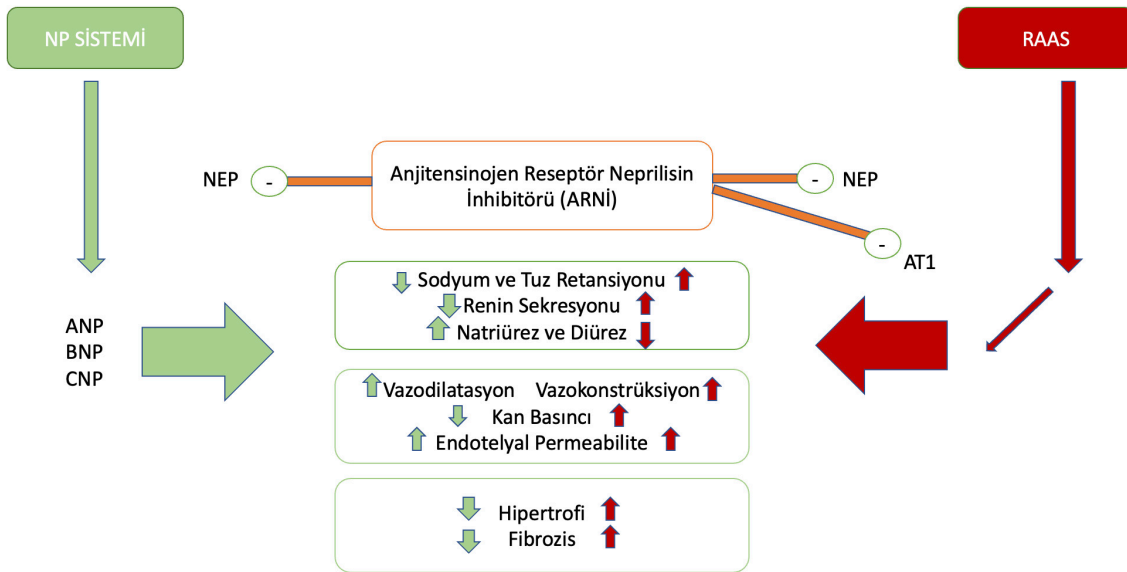 NP SİSTEMİ
RAAS
Anjitensinojen Reseptör Neprilisin
İnhibitörü (ARNİ)
NEP
-
-
NEP
-
AT1
Sodyum ve Tuz Retansiyonu
Renin Sekresyonu
Natriürez ve Diürez
ANP
BNP
CNP
Vazodilatasyon Vazokonstrüksiyon
Kan Basıncı
Endotelyal Permeabilite
Hipertrofi
Fibrozis